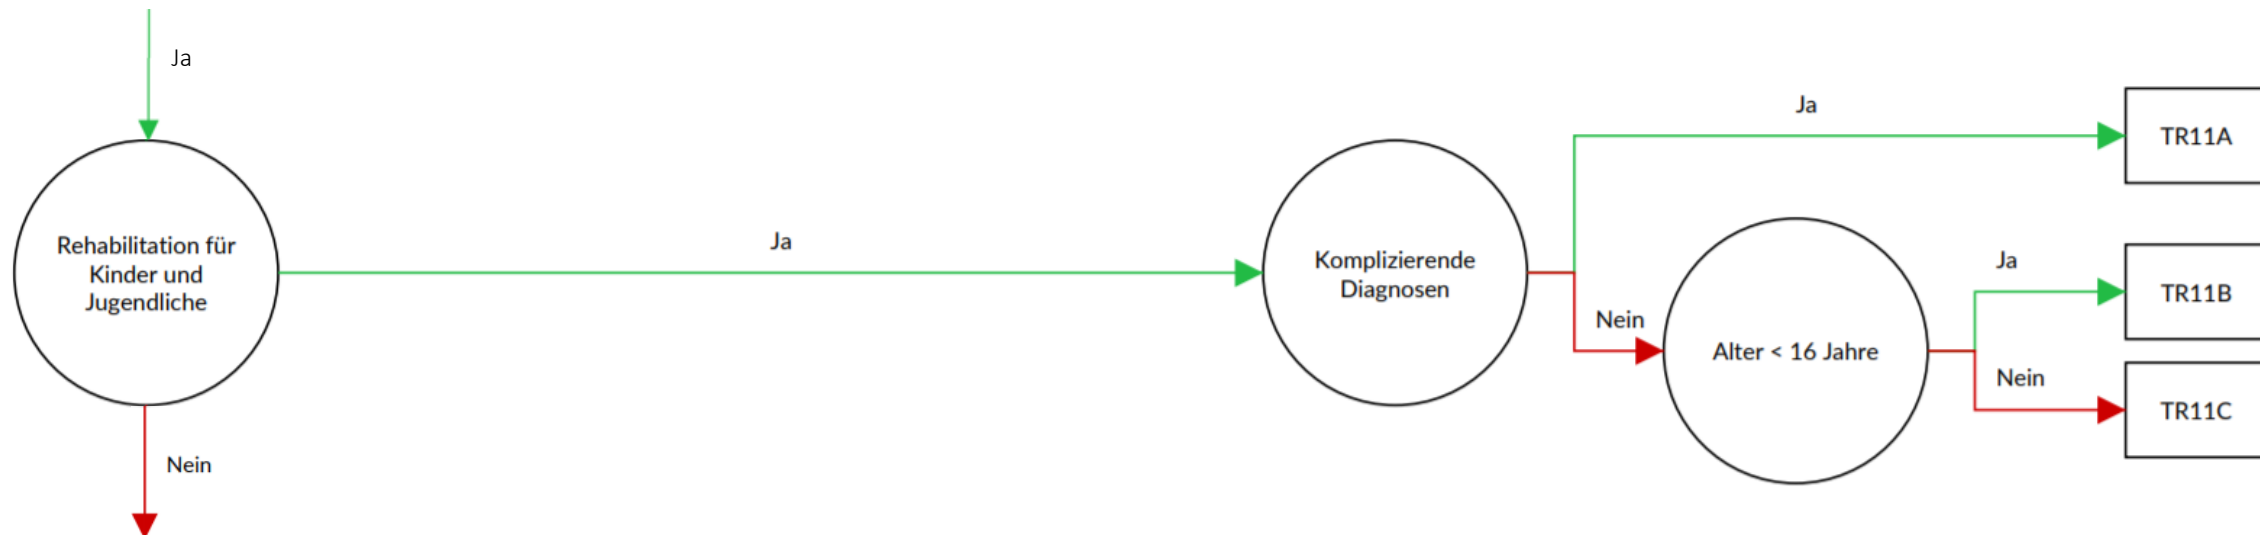 Ja
Rehabilitation für
Kinder und
Jugendliche
Nein
Ja
Komplizierende
Diagnosen
Ja
TR11A
Nein
Alter < 16 Jahre
Ja
TR11B
Nein
TR11C